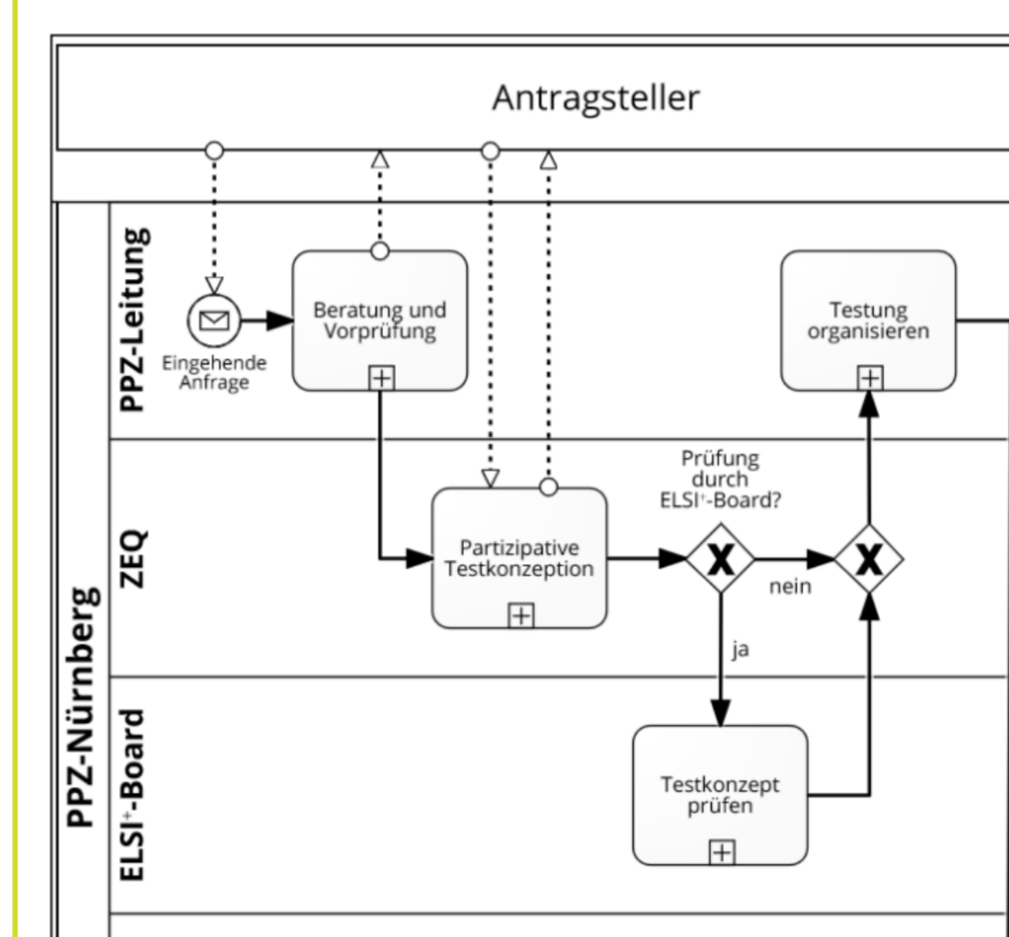 Antragsteller
PPZ-Nürnberg
PPZ-Leitung
Eingehende
Anfrage
Beratung und
Vorprüfung
Testung
organisieren
ZEQ
Partizipative
Testkonzeption
Prüfung
durch
ELSI⁺-Board?
nein
ja
ELSI⁺-Board
Testkonzept
prüfen